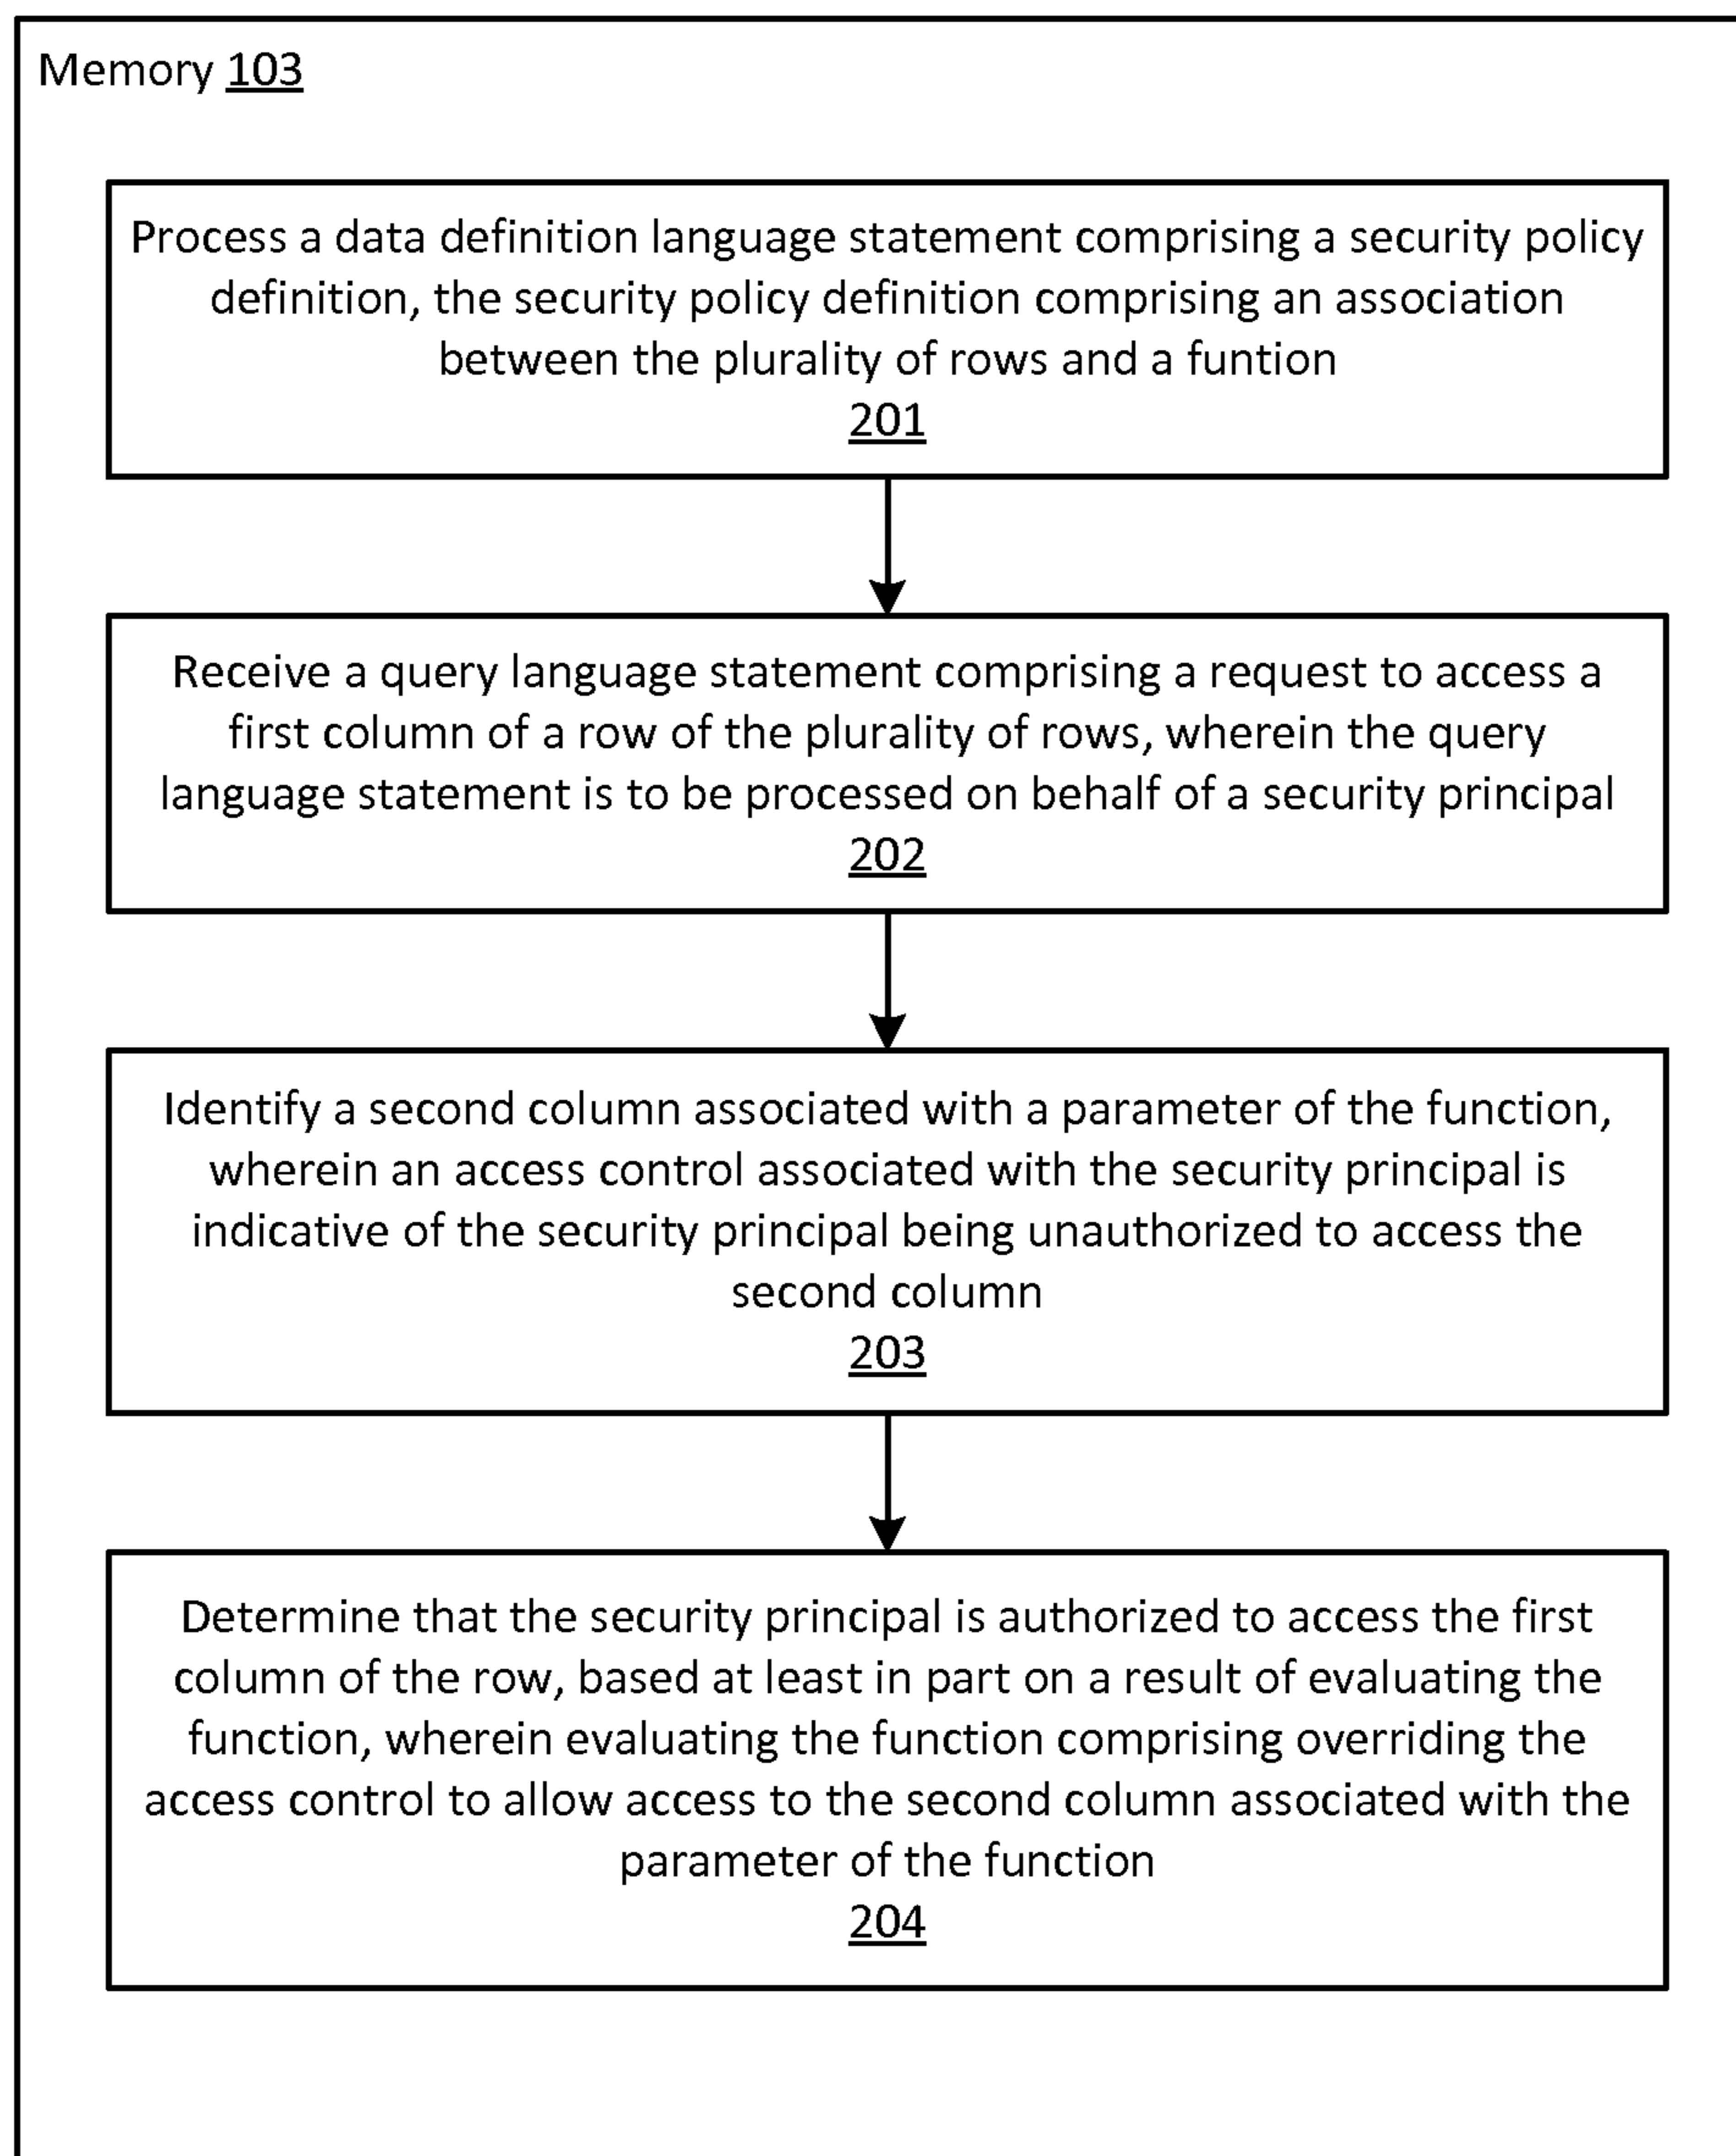 Memory 103
Process a data definition language statement comprising a security policy
definition, the security policy definition comprising an association
between the plurality of rows and a funtion
201
Receive a query language statement comprising a request to access a
first column of a row of the plurality of rows, wherein the query
language statement is to be processed on behalf of a security principal
202
Identify a second column associated with a parameter of the function,
wherein an access control associated with the security principal is
indicative of the security principal being unauthorized to access the
second column
203
Determine that the security principal is authorized to access the first
column of the row, based at least in part on a result of evaluating the
function, wherein evaluating the function comprising overriding the
access control to allow access to the second column associated with the
parameter of the function
204